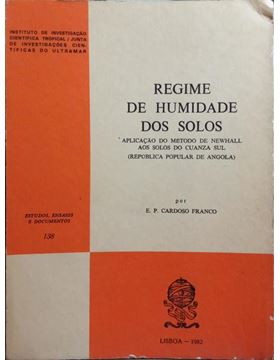 INSTITUTO DE INVESTIGAÇÃO
CIENTÍFICA TROPICAL / JUNTA
DE INVESTIGAÇÕES CIEN-
TÍFICAS DO ULTRAMAR
REGIME
DE HUMIDADE
DOS SOLOS
APLICAÇÃO DO METODO DE NEWHALL
AOS SOLOS DO CUANZA SUL
(REPUBLICA POPULAR DE ANGOLA)
por
E. P. CARDOSO FRANCO
ESTUDOS, ENSAIOS
E DOCUMENTOS
138
LISBOA — 1982